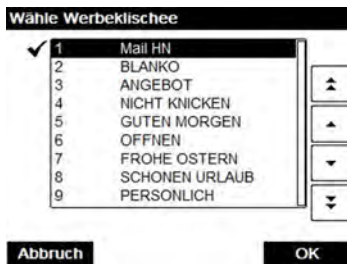 Wähle Werbeklischee
1 Mail HN
2 BLANKO
3 ANGEBOT
4 NICHT KNICKEN
5 GUTEN MORGEN
6 OFFNEN
7 FROHE OSTERN
8 SCHONEN URLAUB
9 PERSONLICH
Abbruch OK